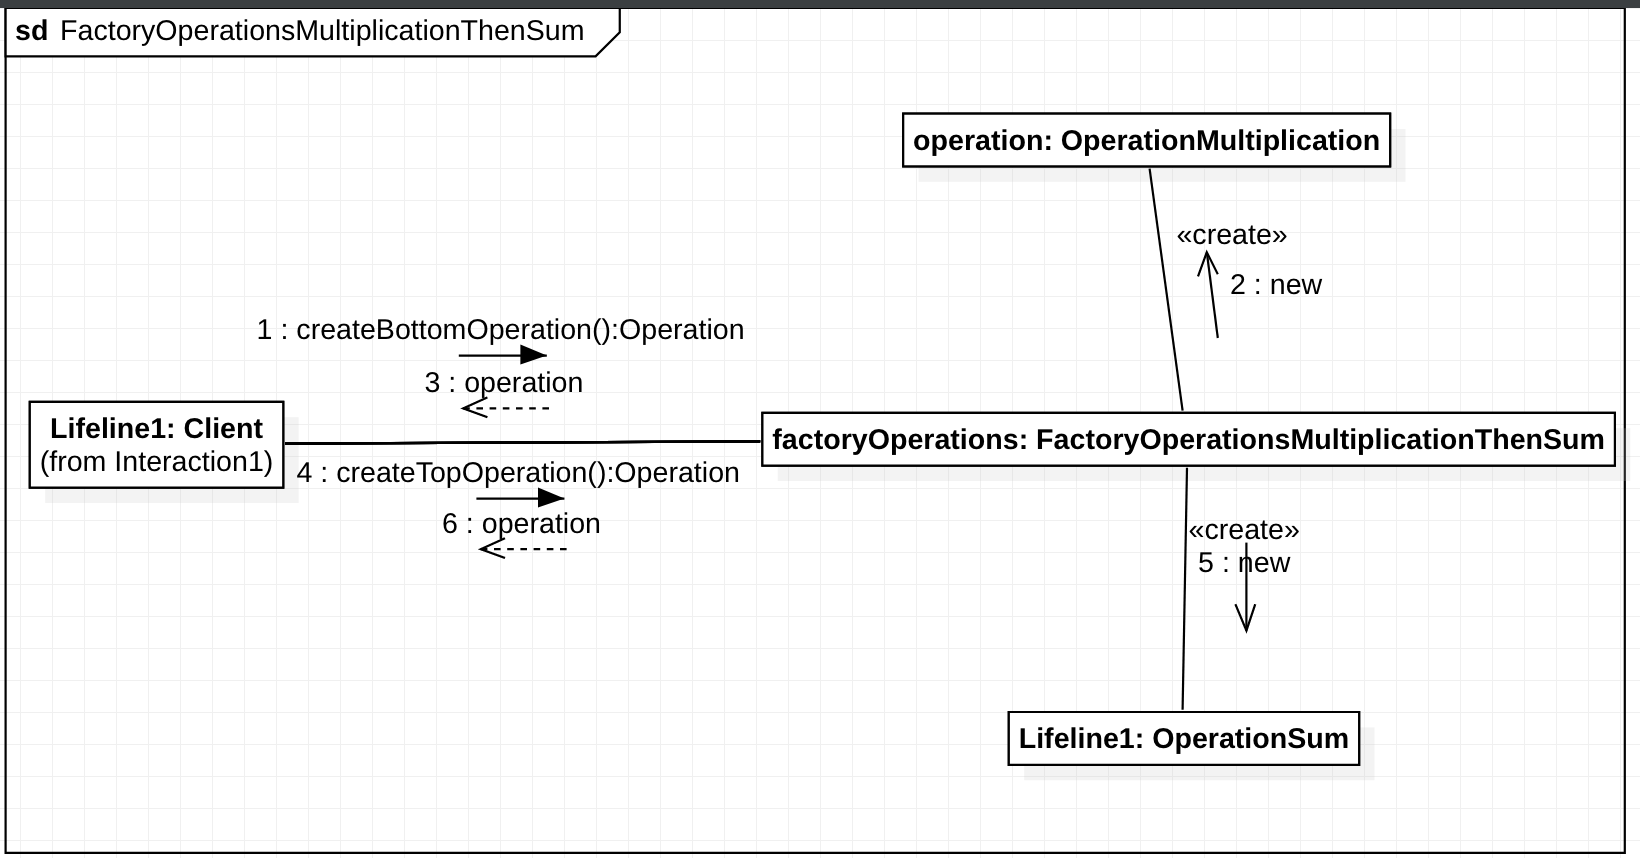 sd FactoryOperationsMultiplicationThenSum
operation: OperationMultiplication
«create»
2 : new
1 : createBottomOperation():Operation
3 : operation
Lifeline1: Client
(from Interaction1)
factoryOperations: FactoryOperationsMultiplicationThenSum
4 : createTopOperation():Operation
6 : operation
«create»
5 : new
Lifeline1: OperationSum